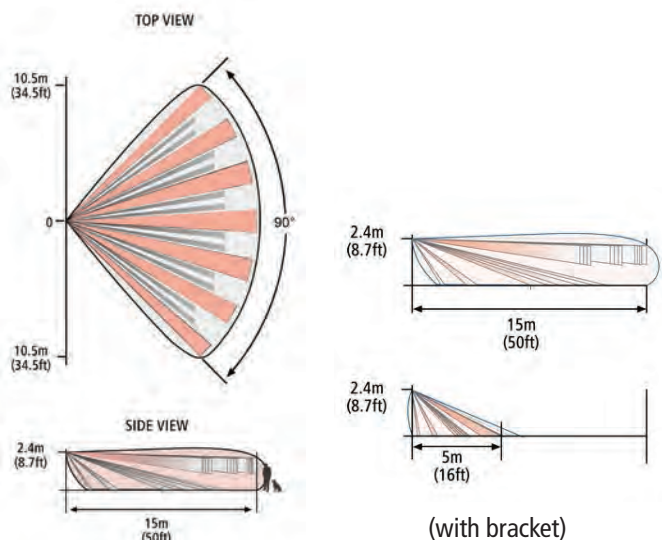 TOP VIEW
10.5m
(34.5ft)
0
90°
10.5m
(34.5ft)
SIDE VIEW
2.4m
(8.7ft)
15m
(50ft)
2.4m
(8.7ft)
15m
(50ft)
2.4m
(8.7ft)
5m
(16ft)
(with bracket)